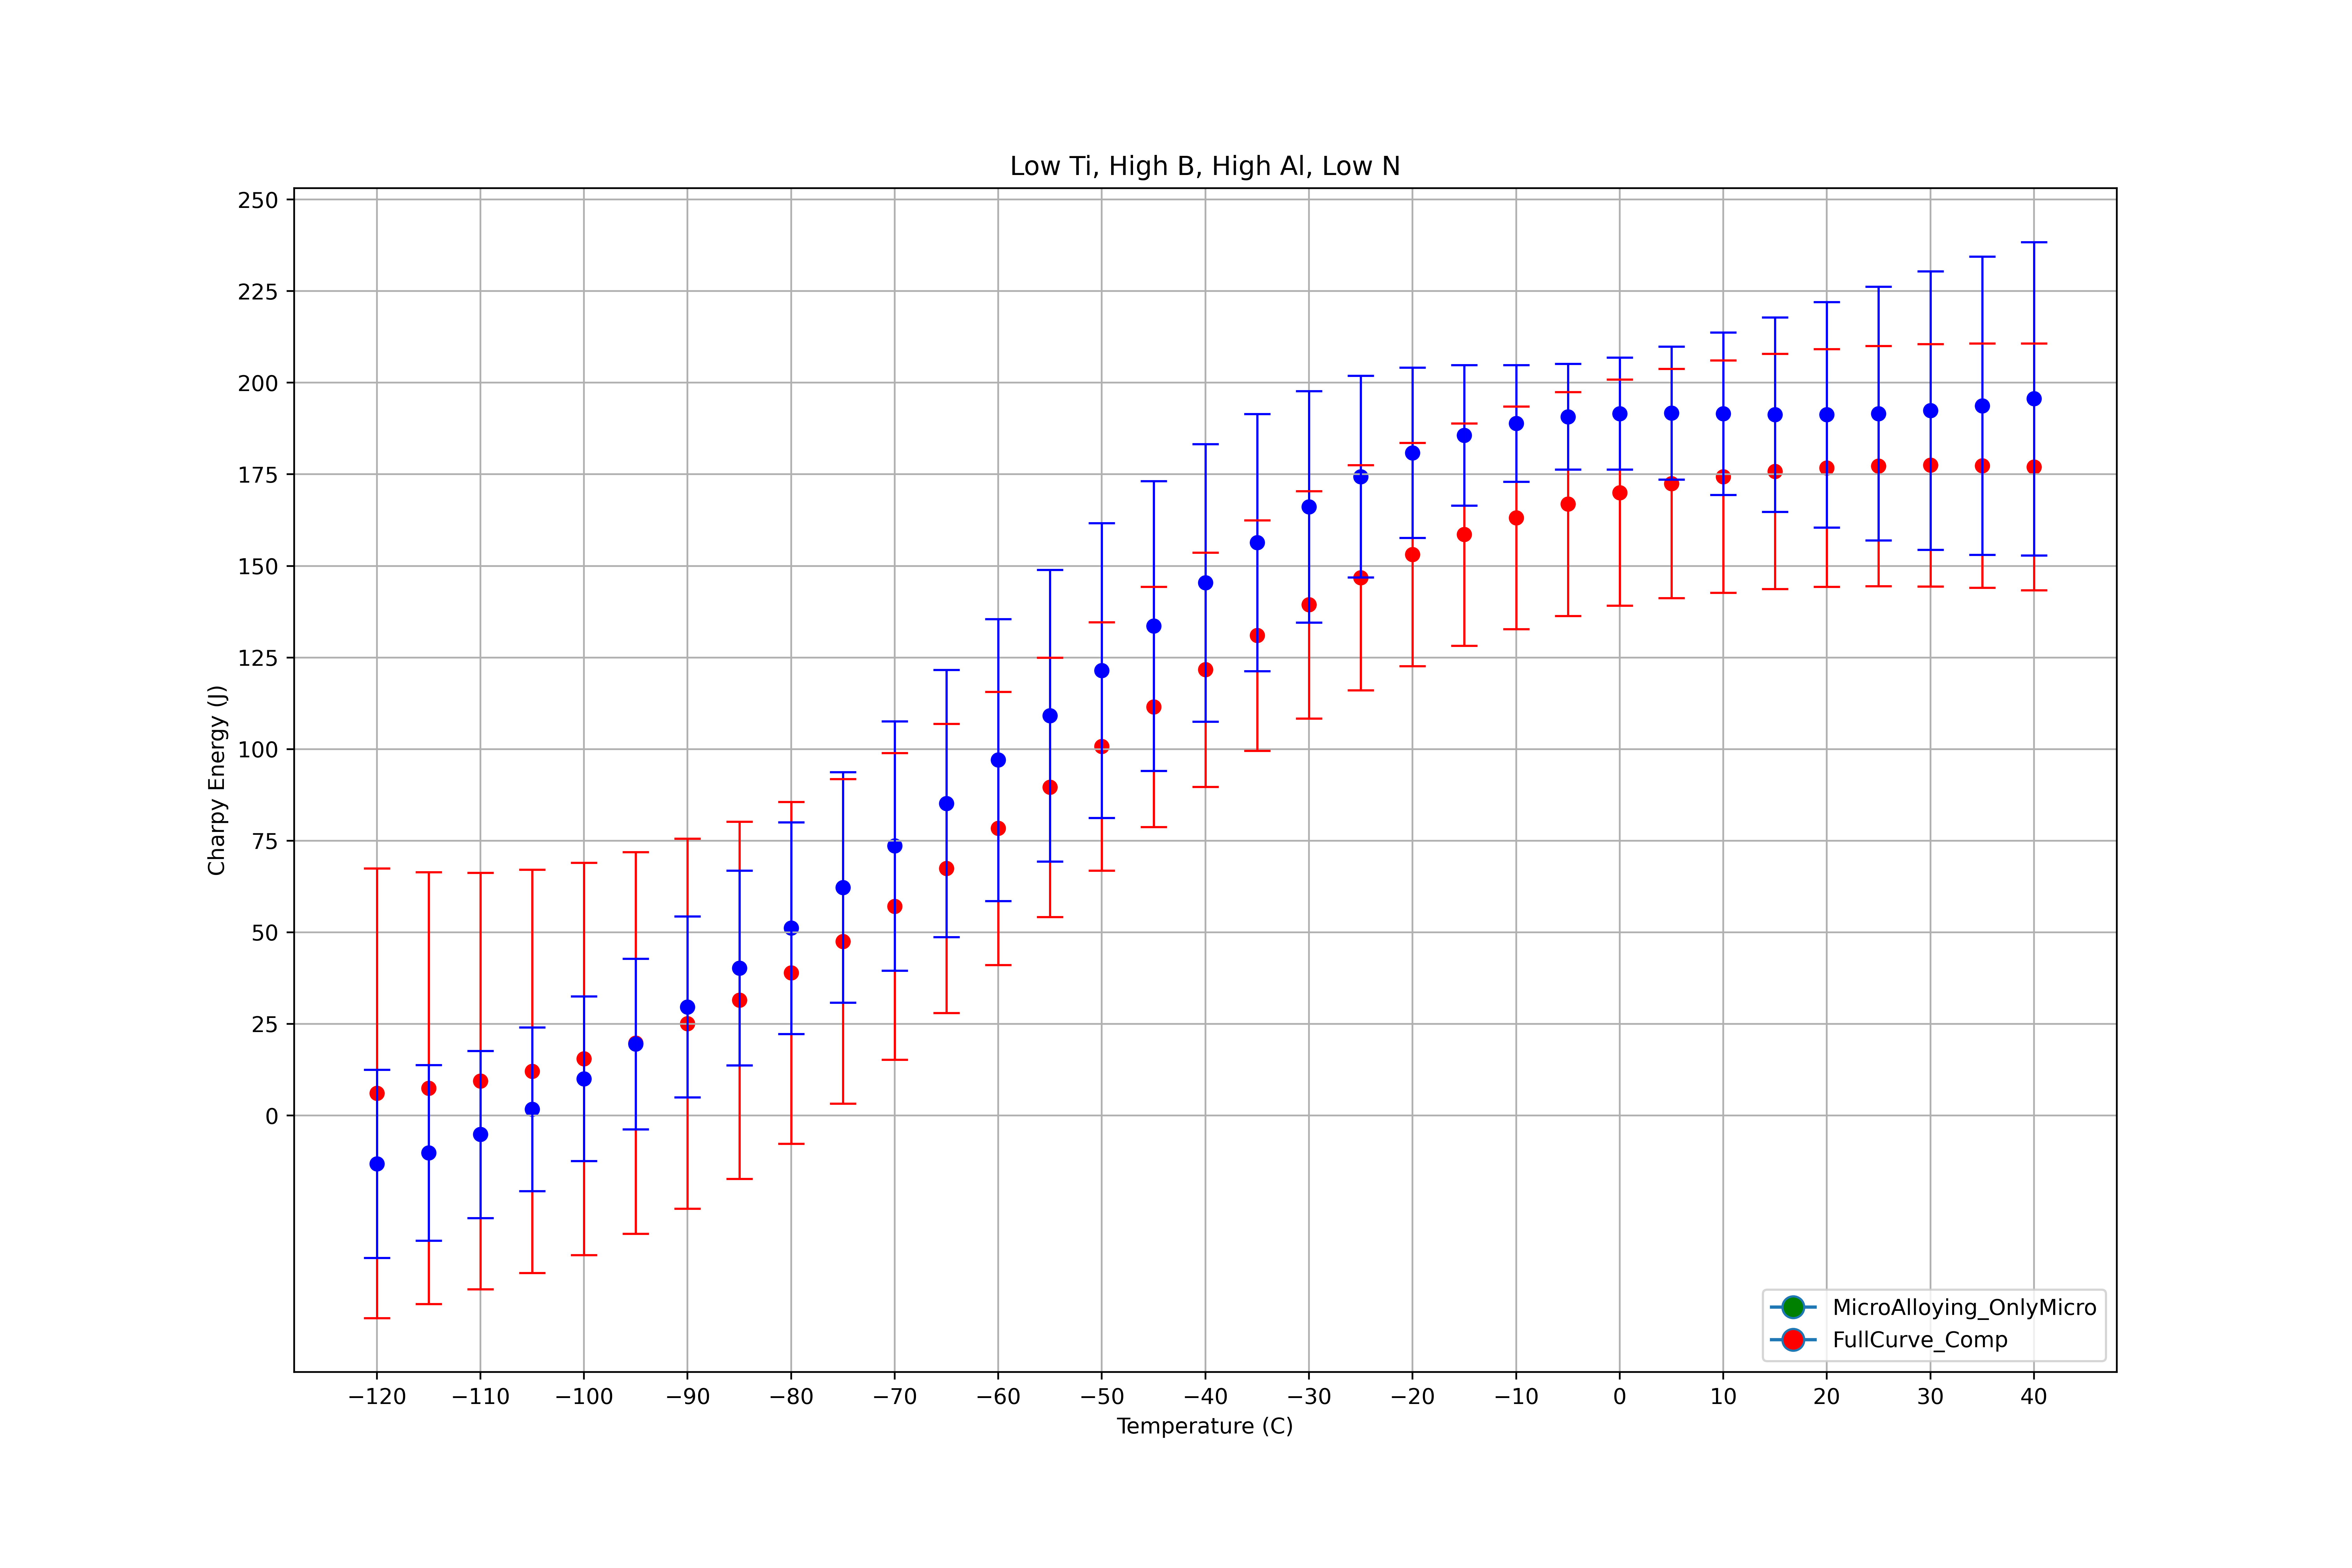 Low Ti, High B, High Al, Low N
250
225
200
175
150
125
100
75
50
25
0
Charpy Energy (J)
−120 −110 −100 −90 −80 −70 −60 −50 −40 −30 −20 −10 0 10 20 30 40
Temperature (C)
MicroAlloying_OnlyMicro
FullCurve_Comp